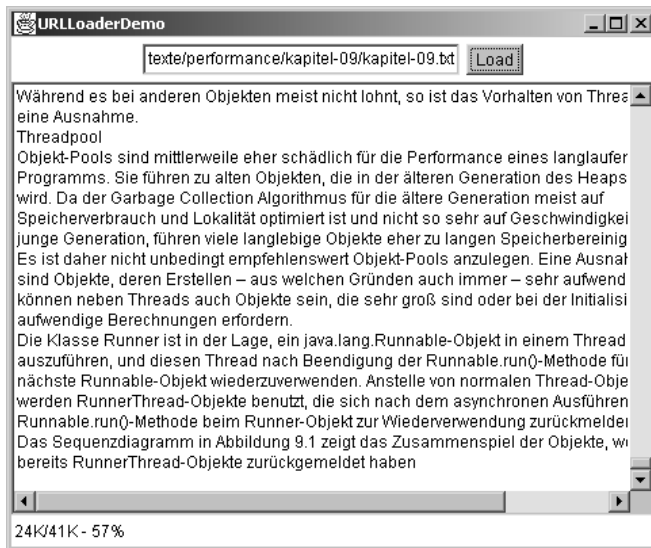 URLLoaderDemo
texte/performance/kapitel-09/kapitel-09.txt Load
Während es bei anderen Objekten meist nicht lohnt, so ist das Vorhalten von Threa
eine Ausnahme.
Threadpool
Objekt-Pools sind mittlerweile eher schädlich für die Performance eines langlaufer
Programms. Sie führen zu alten Objekten, die in der älteren Generation des Heaps
wird. Da der Garbage Collection Algorithmus für die ältere Generation meist auf
Speicherverbrauch und Lokalität optimiert ist und nicht so sehr auf Geschwindigkei
junge Generation, führen viele langlebige Objekte eher zu langen Speicherbereinig
Es ist daher nicht unbedingt empfehlenswert Objekt-Pools anzulegen. Eine Ausnah
sind Objekte, deren Erstellen – aus welchen Gründen auch immer – sehr aufwend
können neben Threads auch Objekte sein, die sehr groß sind oder bei der Initialisi
aufwendige Berechnungen erfordern.
Die Klasse Runner ist in der Lage, ein java.lang.Runnable-Objekt in einem Thread
auszuführen, und diesen Thread nach Beendigung der Runnable.run()-Methode für
nächste Runnable-Objekt wiederzuverwenden. Anstelle von normalen Thread-Obje
werden RunnerThread-Objekte benutzt, die sich nach dem asynchronen Ausführen
Runnable.run()-Methode beim Runner-Objekt zur Wiederverwendung zurückmelden
Das Sequenzdiagramm in Abbildung 9.1 zeigt das Zusammenspiel der Objekte, w
bereits RunnerThread-Objekte zurückgemeldet haben
24K/41K - 57%